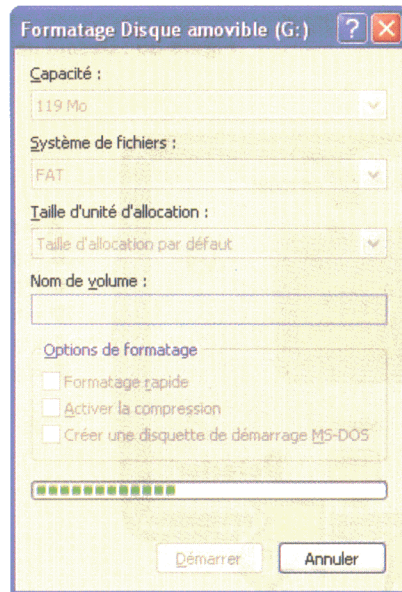 Formatage Disque amovible (G:)
Capacité :
119 Mo
Système de fichiers :
FAT
Taille d'unité d'allocation :
Taille d'allocation par défaut
Nom de volume :
Options de formatage
Formatage rapide
Activer la compression
Créer une disquette de démarrage MS-DOS
Démarrer
Annuler